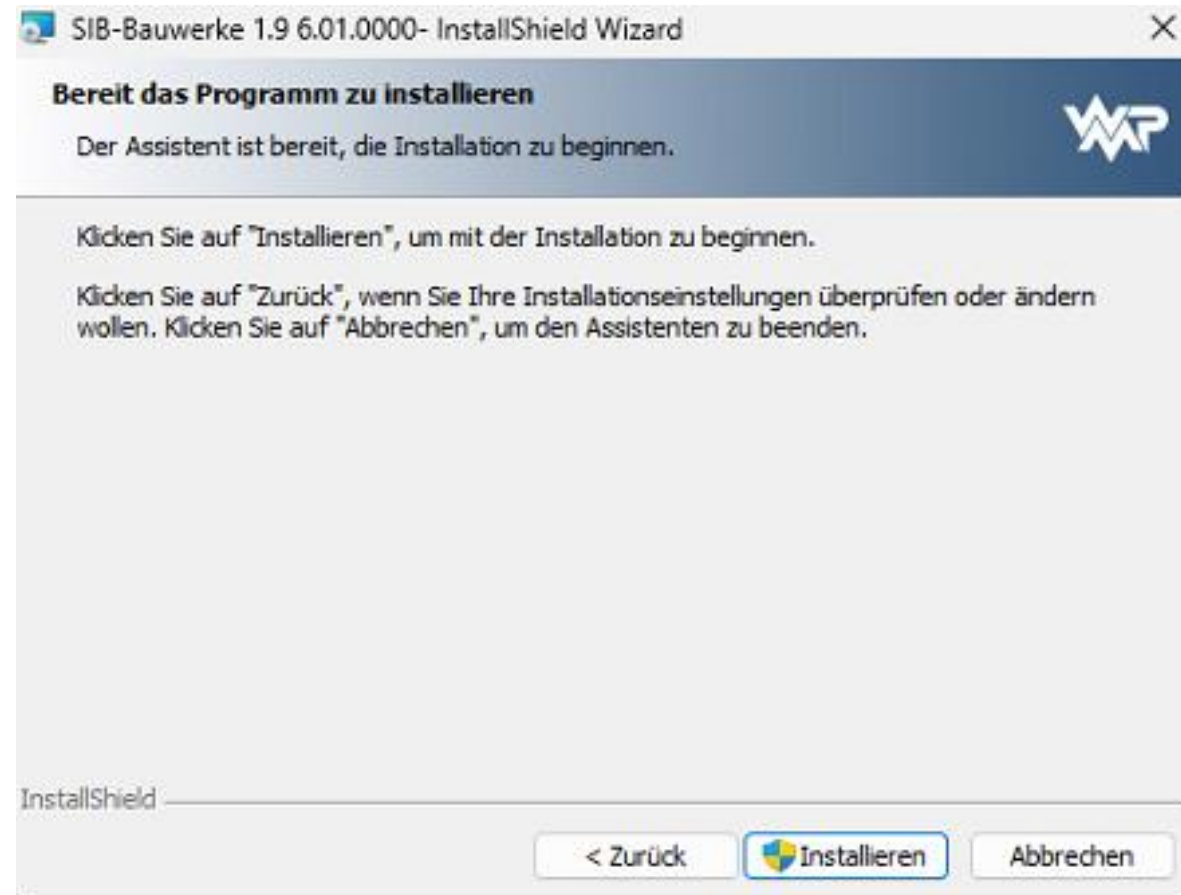 SIB-Bauwerke 1.9 6.01.0000- InstallShield Wizard
Bereit das Programm zu installieren
Der Assistent ist bereit, die Installation zu beginnen.
WMP
Klicken Sie auf "Installieren", um mit der Installation zu beginnen.
Klicken Sie auf "Zurück", wenn Sie Ihre Installationseinstellungen überprüfen oder ändern
wollen. Klicken Sie auf "Abbrechen", um den Assistenten zu beenden.
InstallShield
< Zurück
Installieren
Abbrechen